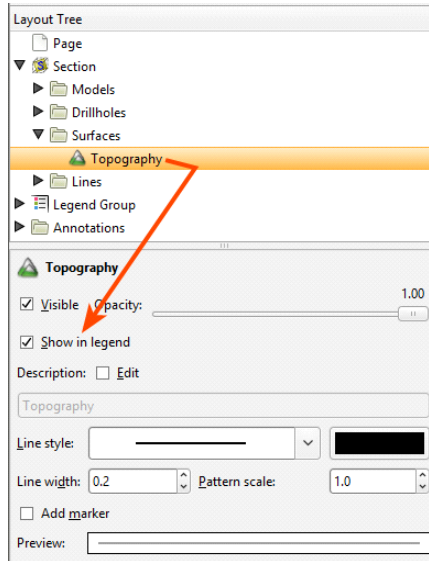 Layout Tree
Page
Section
Models
Drillholes
Surfaces
Topography
Lines
Legend Group
Annotations
Topography
Visible Opacity: 1.00
Show in legend
Description: Edit
Topography
Line style:
Line width: 0.2 Pattern scale: 1.0
Add marker
Preview: